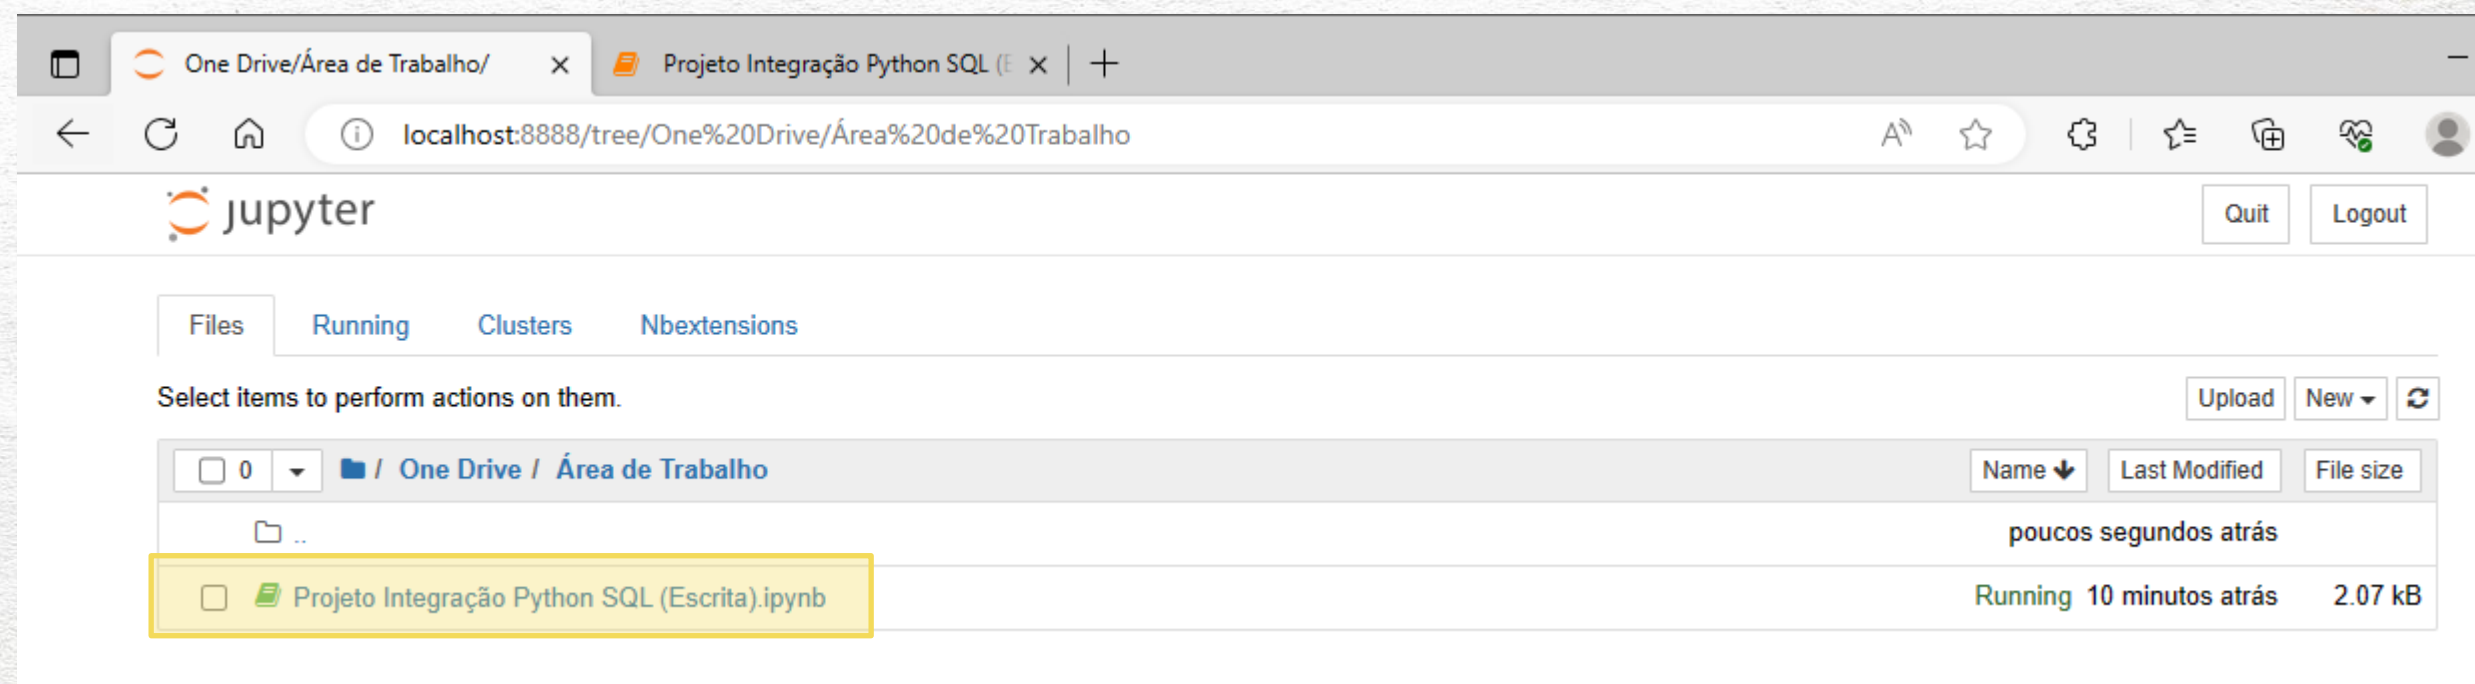 One Drive/Área de Trabalho/ Projeto Integração Python SQL (E
localhost:8888/tree/One%20Drive/Área%20de%20Trabalho
jupyter Quit Logout
Files Running Clusters Nbextensions
Select items to perform actions on them. Upload New
0 / One Drive / Área de Trabalho Name Last Modified File size
.. poucos segundos atrás
Projeto Integração Python SQL (Escrita).ipynb Running 10 minutos atrás 2.07 kB